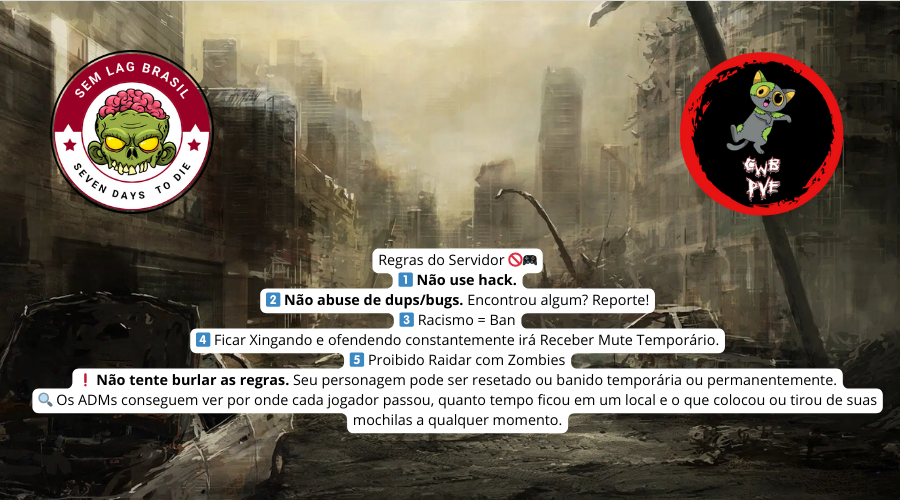 SEM LAG BRASIL
SEVEN DAYS TO DIE
GWB
PVE
Regras do Servidor 🚫🎮
1️⃣ Não use hack.
2️⃣ Não abuse de dups/bugs. Encontrou algum? Reporte!
3️⃣ Racismo = Ban
4️⃣ Ficar Xingando e ofendendo constantemente irá Receber Mute Temporário.
5️⃣ Proibido Raidar com Zombies
❗ Não tente burlar as regras. Seu personagem pode ser resetado ou banido temporária ou permanentemente.
🔍 Os ADMs conseguem ver por onde cada jogador passou, quanto tempo ficou em um local e o que colocou ou tirou de suas
mochilas a qualquer momento.